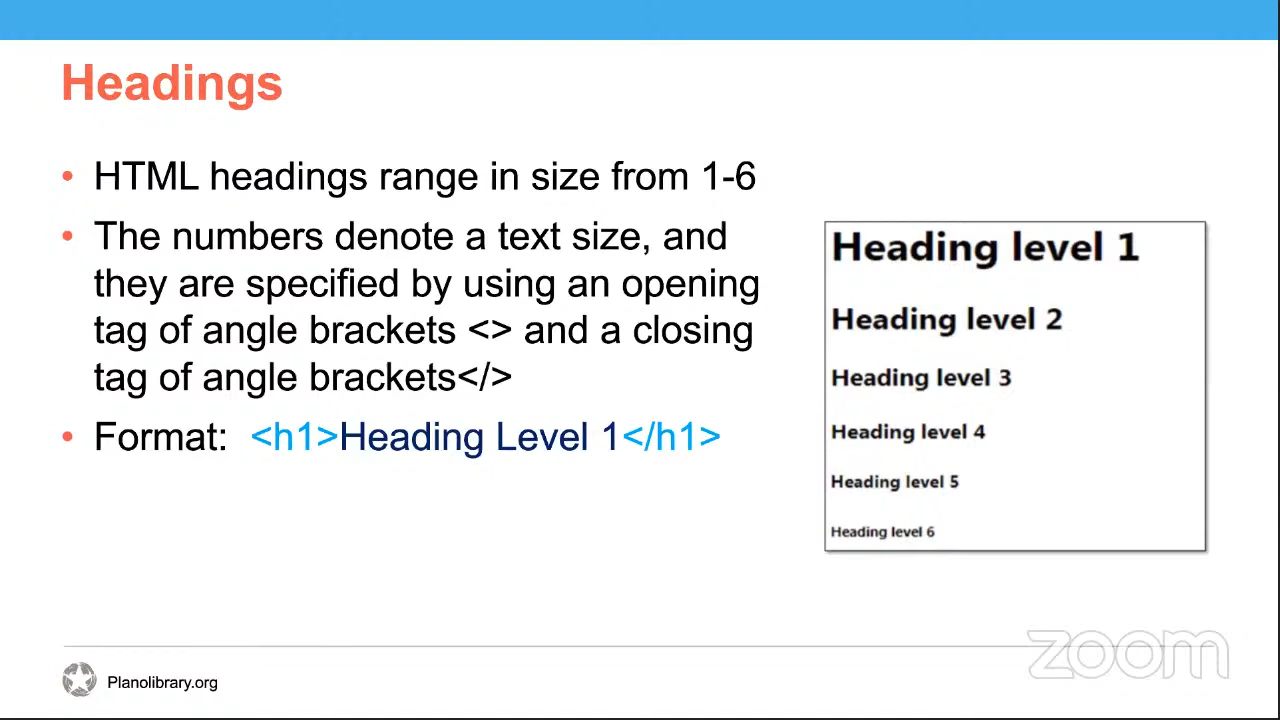 Headings
• HTML headings range in size from 1-6
• The numbers denote a text size, and
they are specified by using an opening
tag of angle brackets <> and a closing
tag of angle brackets</>
• Format: <h1>Heading Level 1</h1>
Heading level 1
Heading level 2
Heading level 3
Heading level 4
Heading level 5
Heading level 6
Planolibrary.org
zoom